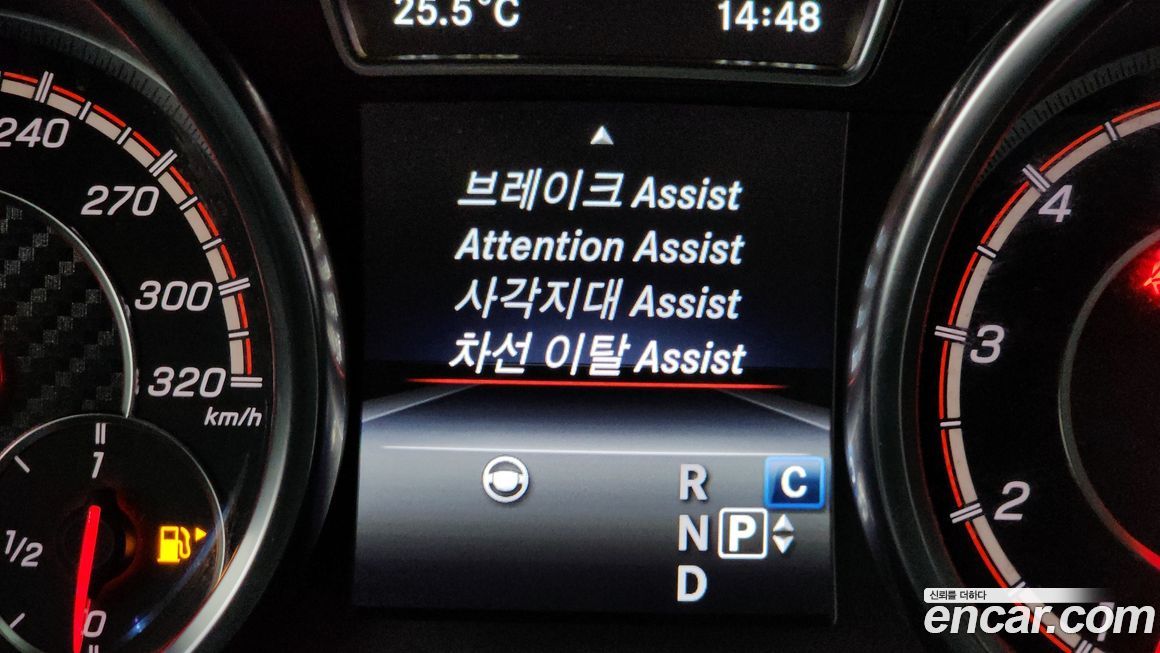 25.5°C
14:48
240
270
300
320
km/h
1
1/2
0
브레이크 Assist
Attention Assist
사각지대 Assist
차선 이탈 Assist
R C
N P
D
4
3
2
1
신뢰를 더하다
encar.com